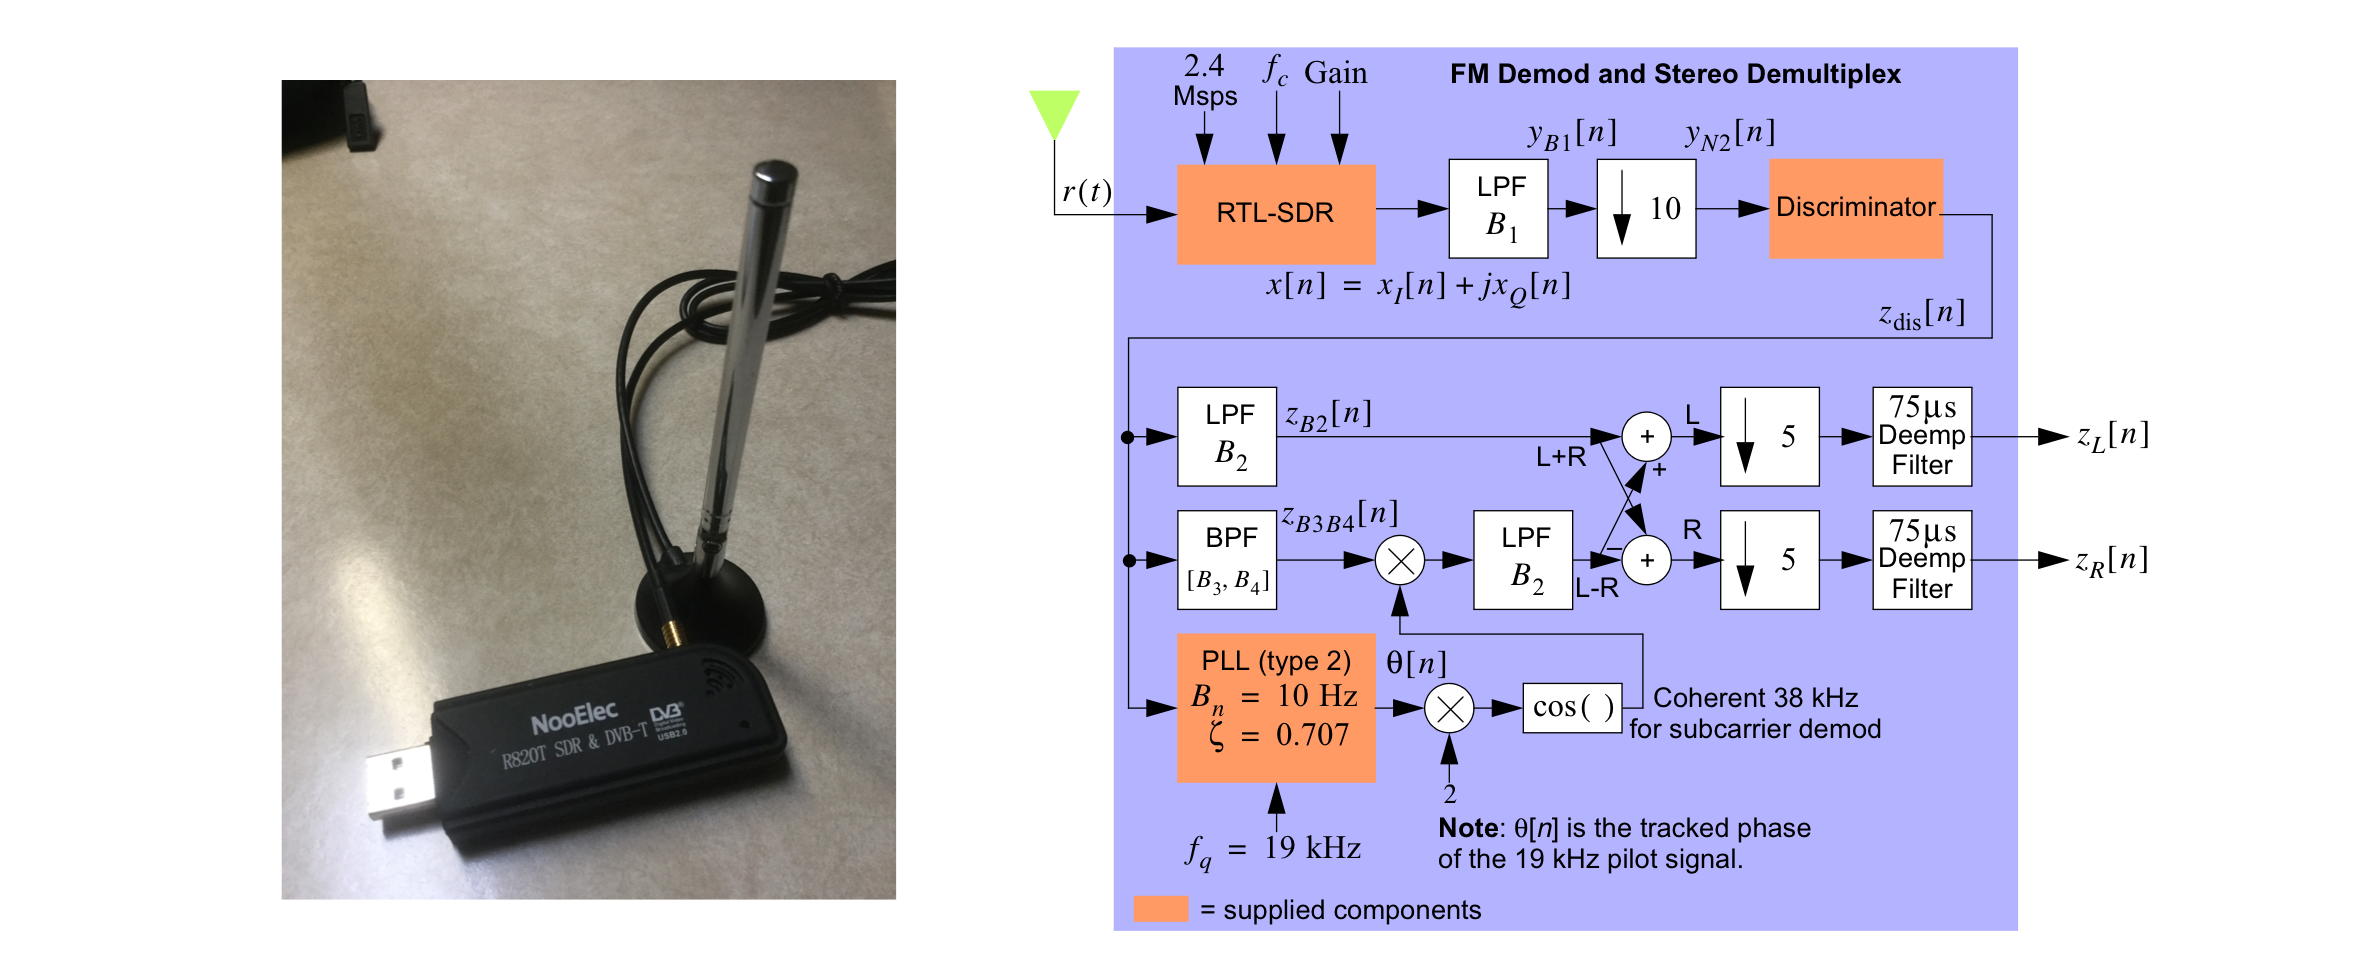 NooElec
DVB
Digital Video
Broadcasting
USB2.0
R820T SDR & DVB-T
FM Demod and Stereo Demultiplex
2.4
Msps
f_c
Gain
r(t)
RTL-SDR
x[n] = x_I[n] + jx_Q[n]
LPF
B_1
y_{B1}[n]
↓ 10
y_{N2}[n]
Discriminator
z_{dis}[n]
LPF
B_2
z_{B2}[n]
L+R
+
+
L
↓ 5
75µs
Deemp
Filter
z_L[n]
BPF
[B_3, B_4]
z_{B3B4}[n]
×
LPF
B_2
L-R
−
+
R
↓ 5
75µs
Deemp
Filter
z_R[n]
PLL (type 2)
B_n = 10 Hz
ζ = 0.707
θ[n]
×
2
cos( )
Coherent 38 kHz
for subcarrier demod
f_q = 19 kHz
Note: θ[n] is the tracked phase
of the 19 kHz pilot signal.
= supplied components